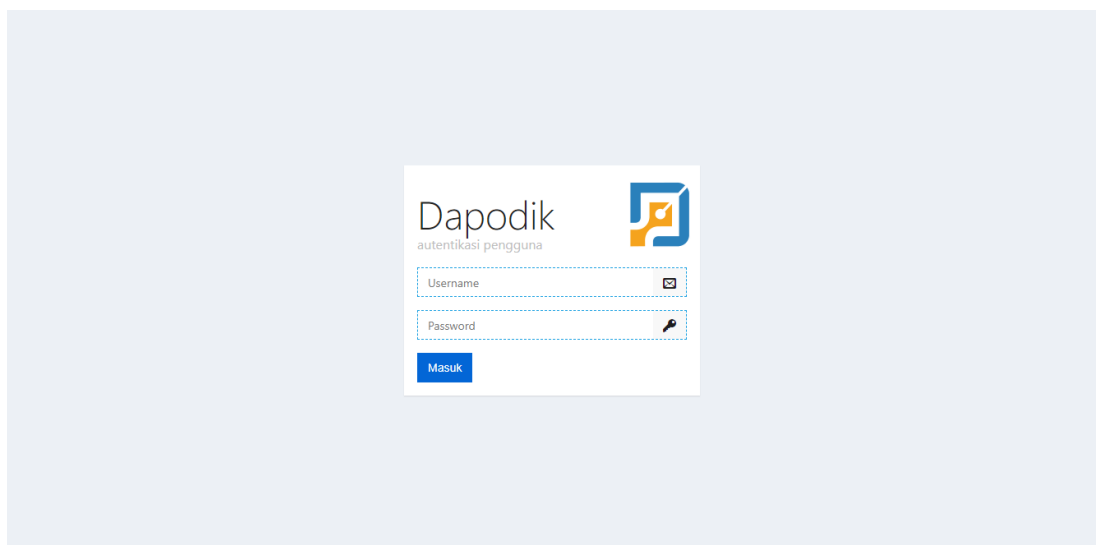 Dapodik
autentikasi pengguna
Username
Password
Masuk